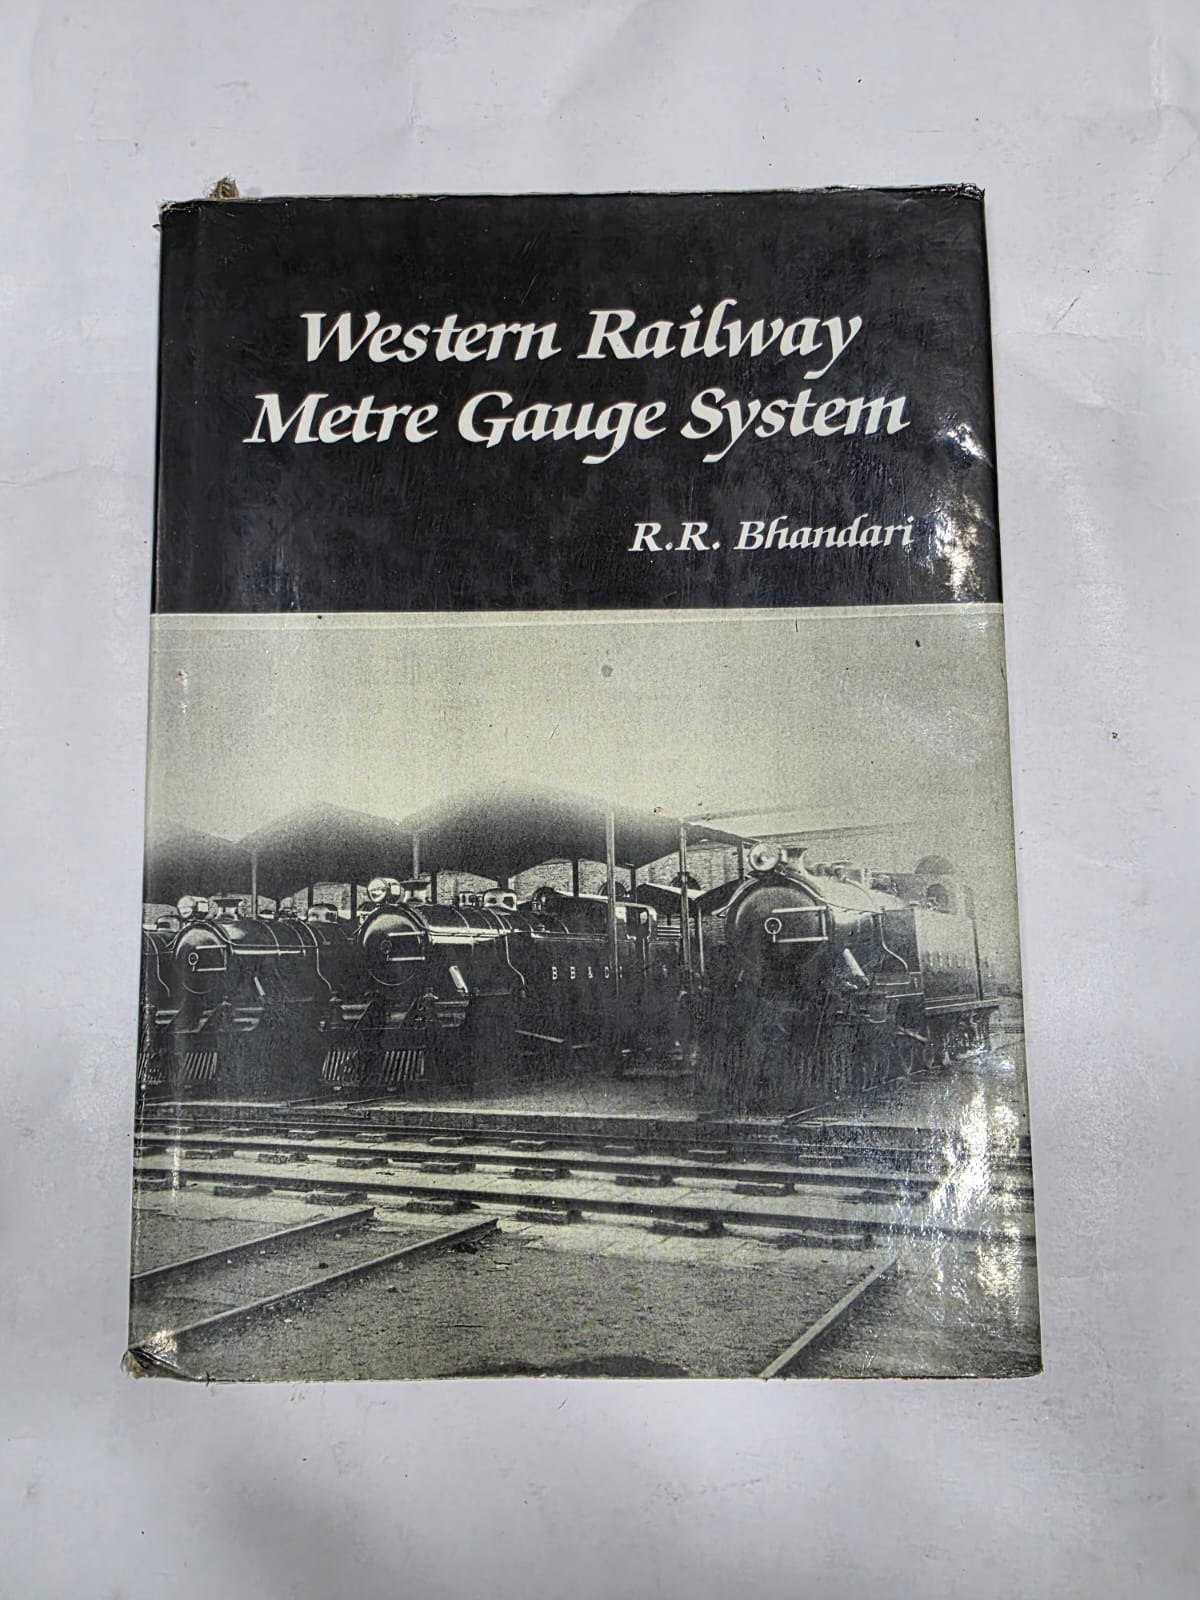 Western Railway
Metre Gauge System
R.R. Bhandari
B B & C I